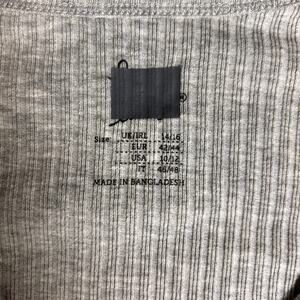 ®
UK/IRL 14/16
Size: EUR 42/44
USA 10/12
IT 46/48
MADE IN BANGLADESH